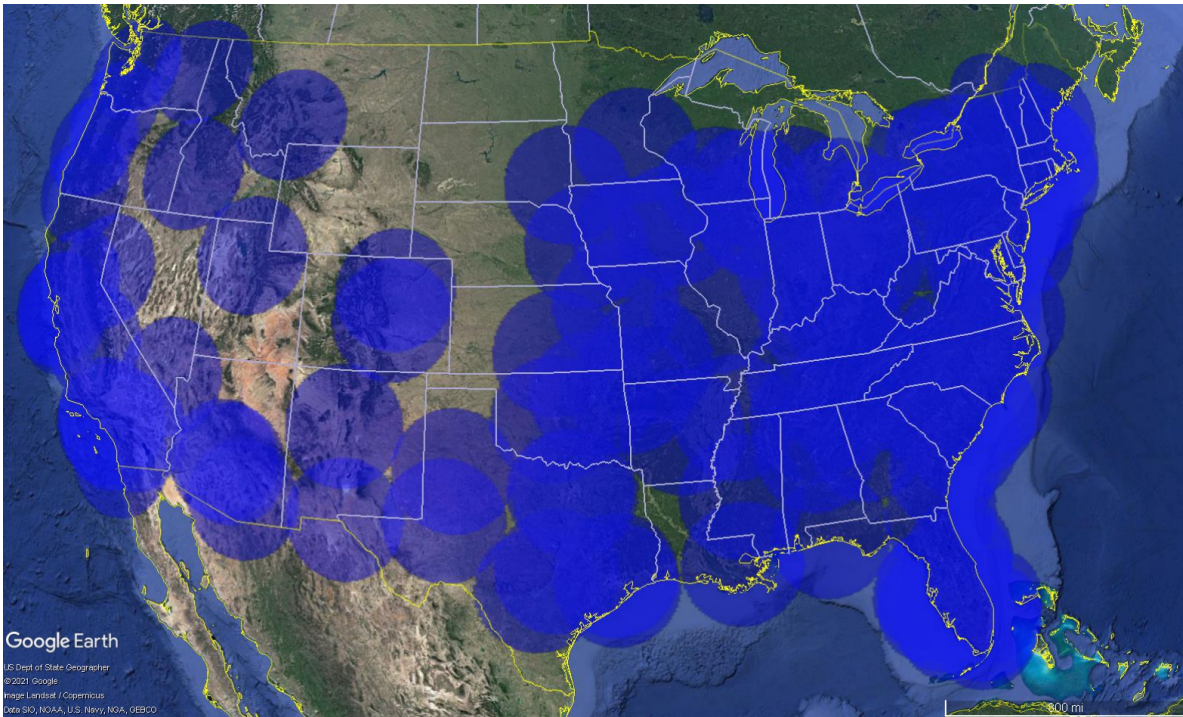 Google Earth
US Dept of State Geographer
©2021 Google
Image Landsat / Copernicus
Data SIO, NOAA, U.S. Navy, NGA, GEBCO
800 mi